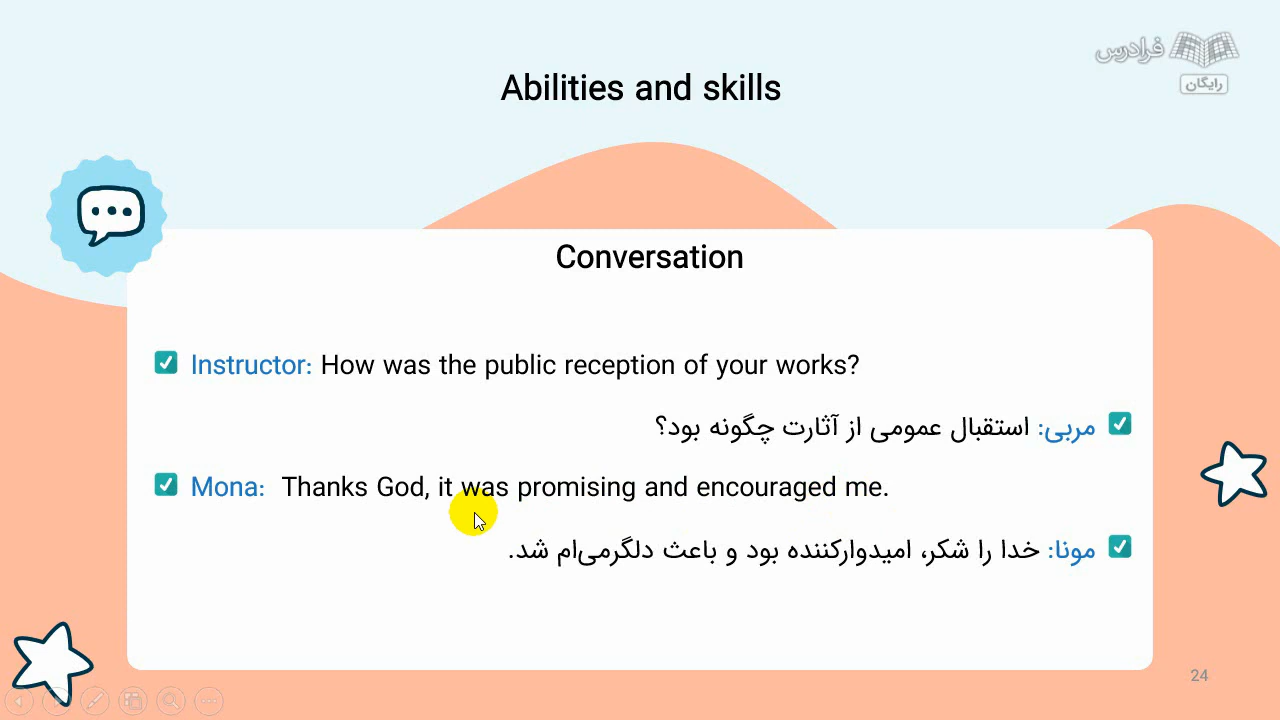 فرادرس
رایگان
Abilities and skills
Conversation
Instructor: How was the public reception of your works?
مربی: استقبال عمومی از آثارت چگونه بود؟
Mona: Thanks God, it was promising and encouraged me.
مونا: خدا را شکر، امیدوارکننده بود و باعث دلگرمی‌ام شد.
24